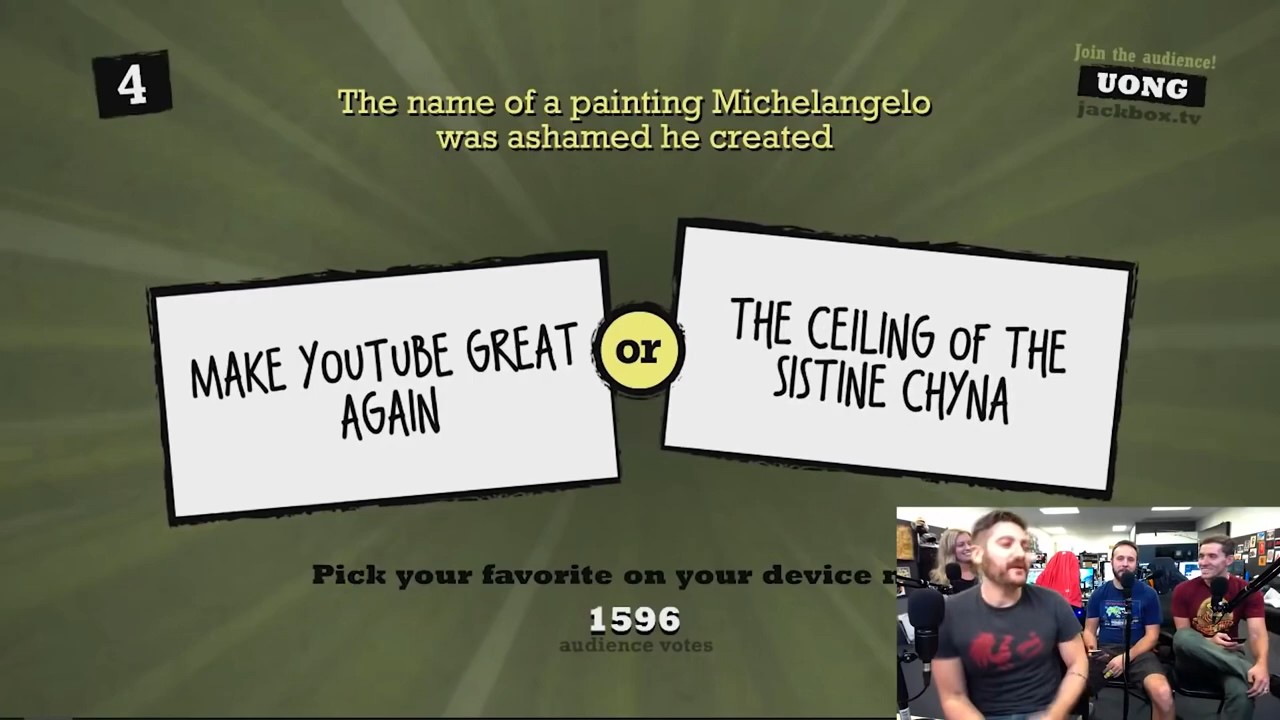 4
Join the audience!
UONG
jackbox.tv
The name of a painting Michelangelo
was ashamed he created
MAKE YOUTUBE GREAT
AGAIN
or
THE CEILING OF THE
SISTINE CHYNA
Pick your favorite on your device
1596
audience votes